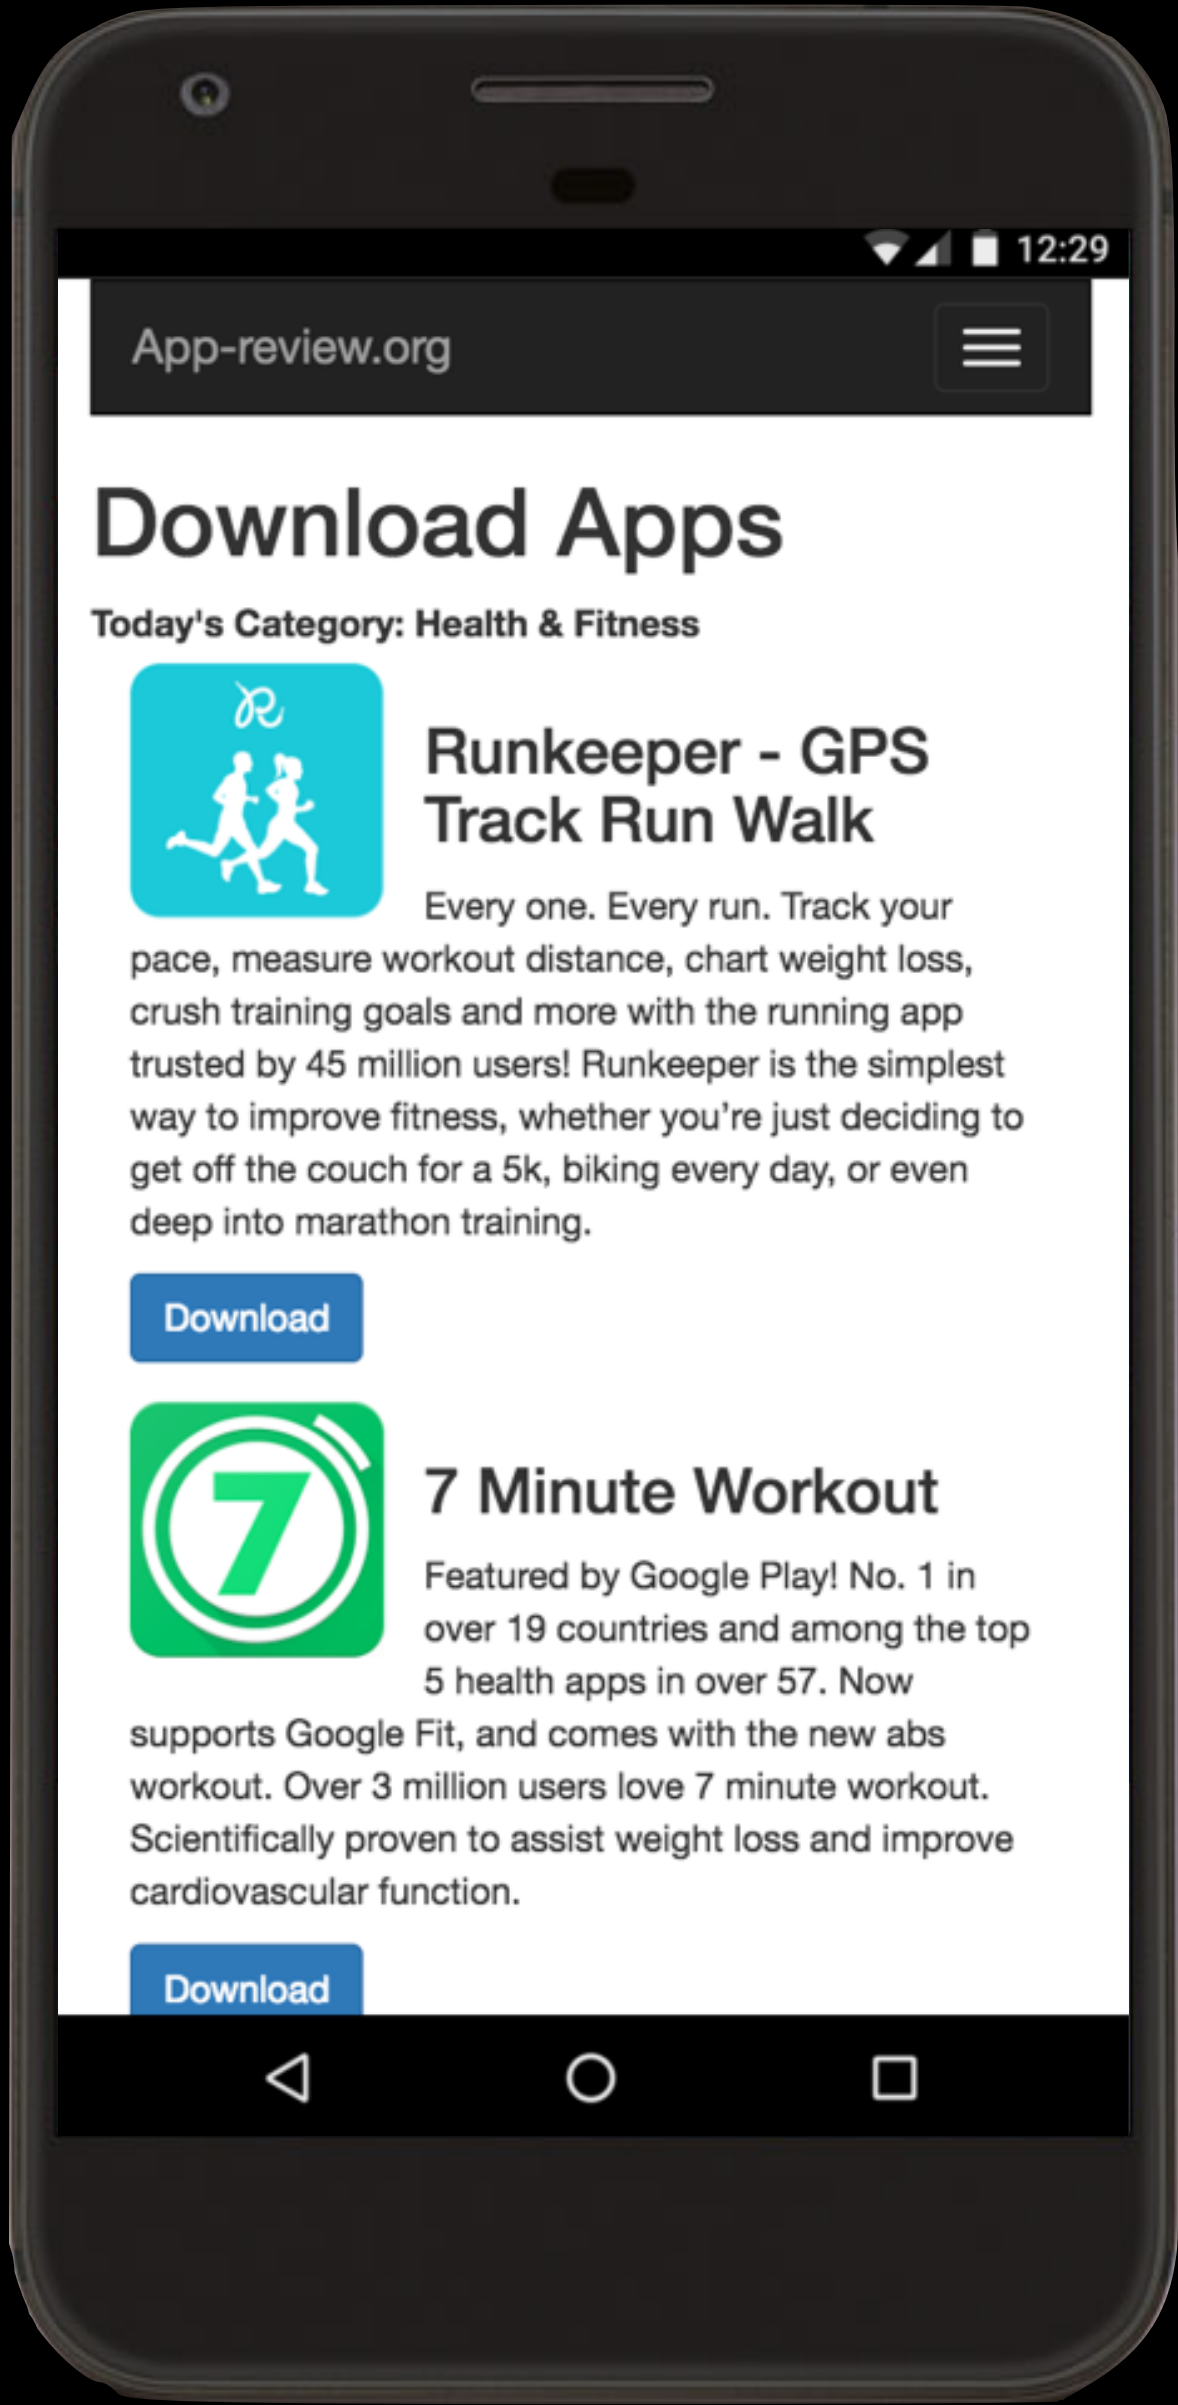 12:29
App-review.org
Download Apps
Today's Category: Health & Fitness
Runkeeper - GPS
Track Run Walk
Every one. Every run. Track your
pace, measure workout distance, chart weight loss,
crush training goals and more with the running app
trusted by 45 million users! Runkeeper is the simplest
way to improve fitness, whether you’re just deciding to
get off the couch for a 5k, biking every day, or even
deep into marathon training.
Download
7
7 Minute Workout
Featured by Google Play! No. 1 in
over 19 countries and among the top
5 health apps in over 57. Now
supports Google Fit, and comes with the new abs
workout. Over 3 million users love 7 minute workout.
Scientifically proven to assist weight loss and improve
cardiovascular function.
Download